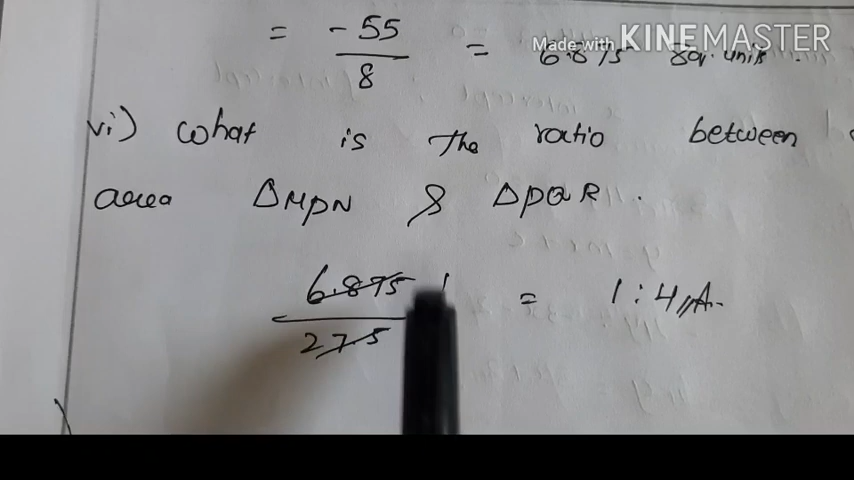 = -55/8 = 6.875 sq. units.
Made with KINEMASTER
vi) what is the ratio between
area ΔMPN & ΔPQR.
6.875/27.5 = 1:4